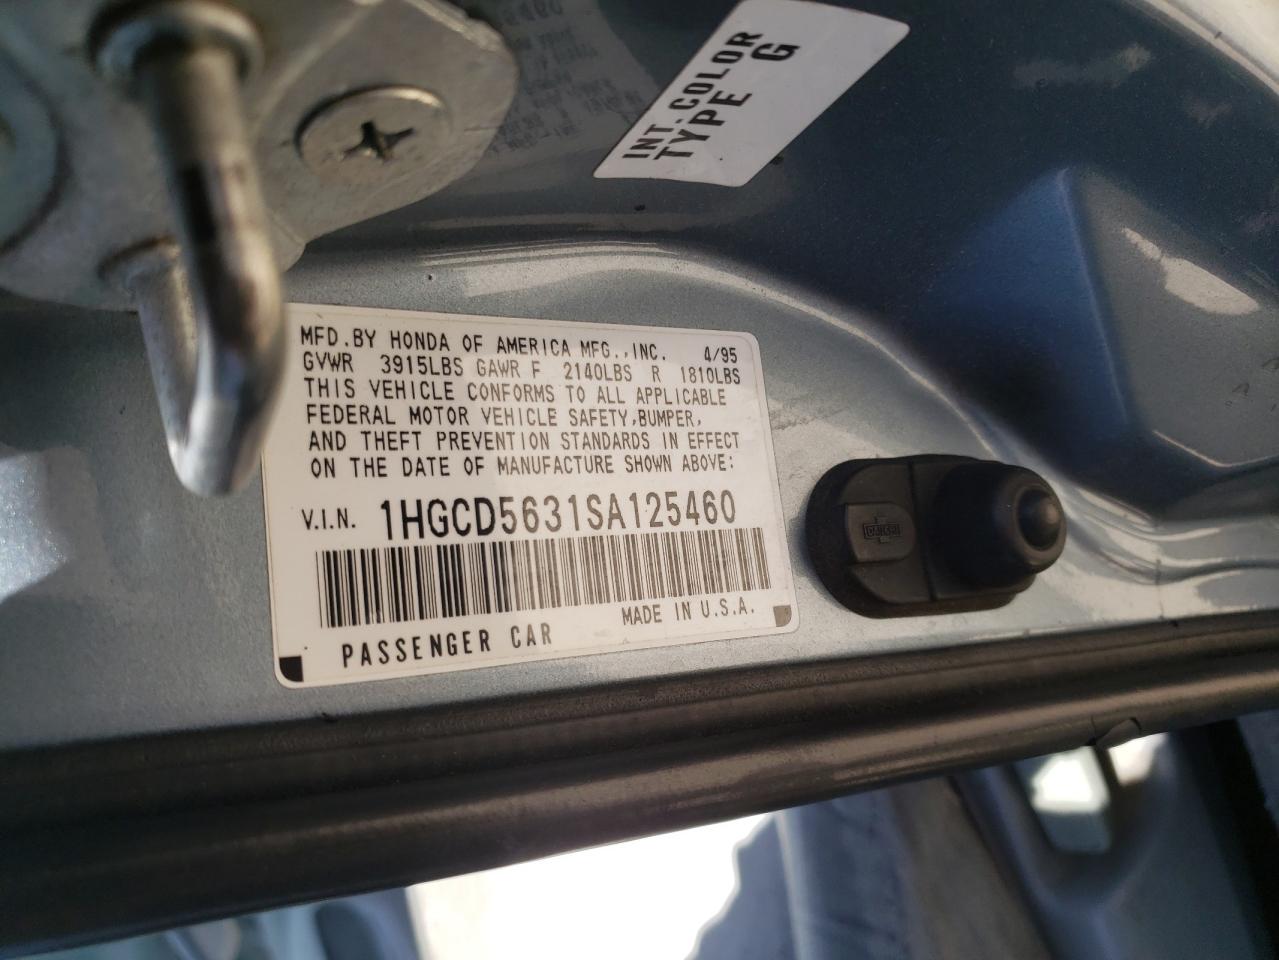 INT.COLOR
TYPE G
MFD.BY HONDA OF AMERICA MFG.,INC. 4/95
GVWR 3915LBS GAWR F 2140LBS R 1810LBS
THIS VEHICLE CONFORMS TO ALL APPLICABLE
FEDERAL MOTOR VEHICLE SAFETY,BUMPER,
AND THEFT PREVENTION STANDARDS IN EFFECT
ON THE DATE OF MANUFACTURE SHOWN ABOVE:
V.I.N. 1HGCD5631SA125460
PASSENGER CAR MADE IN U.S.A.